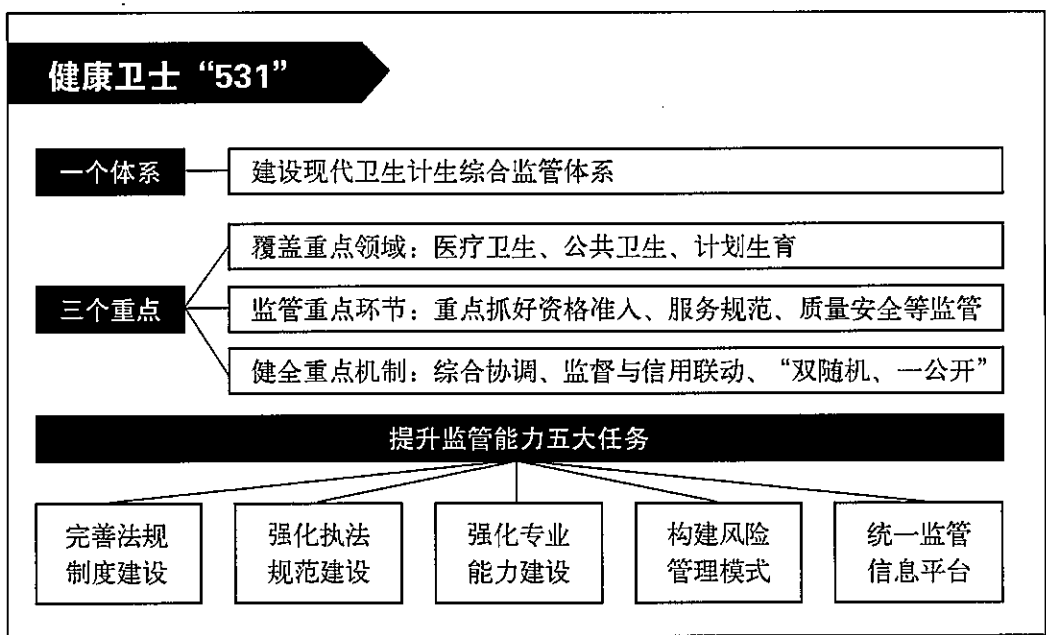 健康卫士“531”
一个体系
建设现代卫生计生综合监管体系
三个重点
覆盖重点领域：医疗卫生、公共卫生、计划生育
监管重点环节：重点抓好资格准入、服务规范、质量安全等监管
健全重点机制：综合协调、监督与信用联动、“双随机、一公开”
提升监管能力五大任务
完善法规
制度建设
强化执法
规范建设
强化专业
能力建设
构建风险
管理模式
统一监管
信息平台